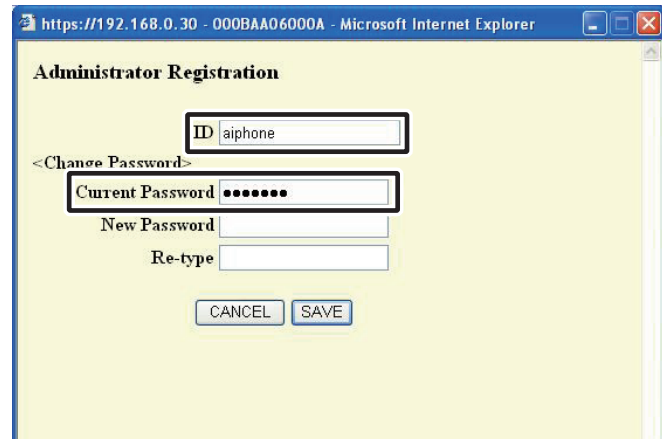 https://192.168.0.30 - 000BAA06000A - Microsoft Internet Explorer
Administrator Registration
ID aiphone
<Change Password>
Current Password •••••••
New Password
Re-type
CANCEL SAVE